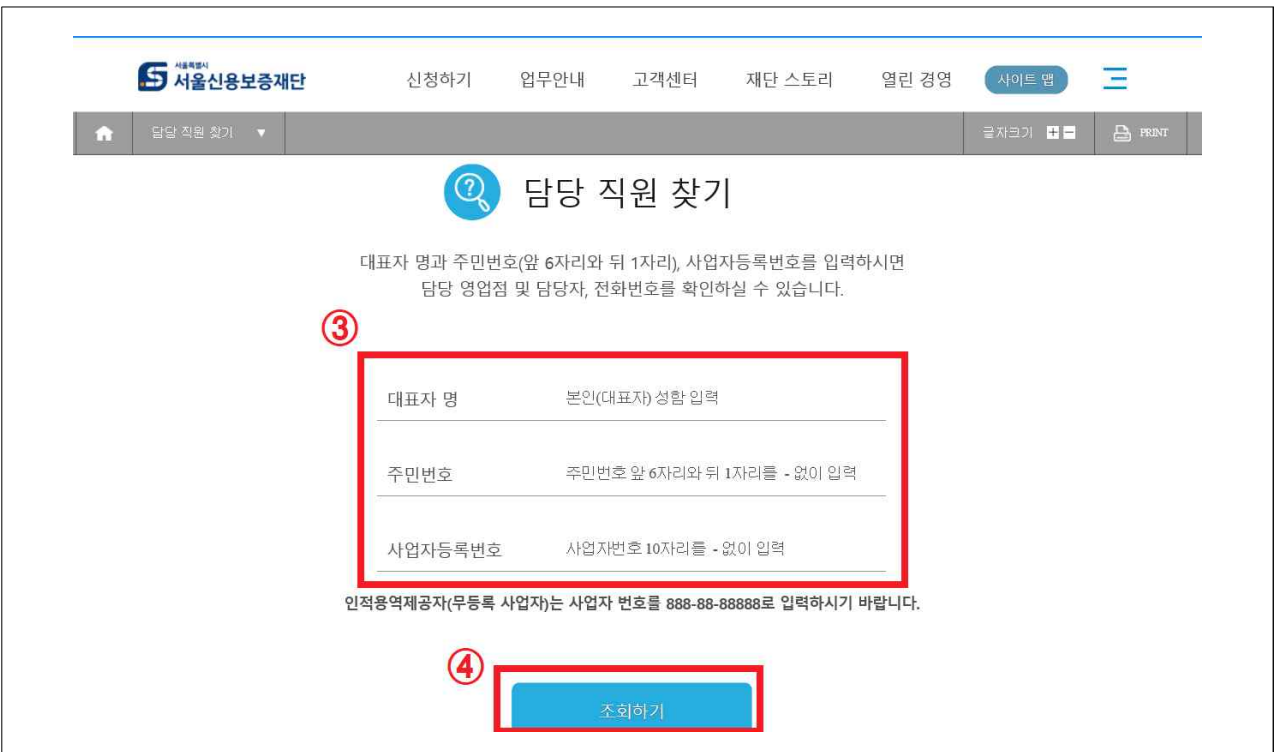 서울특별시
서울신용보증재단
신청하기 업무안내 고객센터 재단 스토리 열린 경영 사이트 맵
담당 직원 찾기 ▼ 글자크기 + - PRINT
담당 직원 찾기
대표자 명과 주민번호(앞 6자리와 뒤 1자리), 사업자등록번호를 입력하시면
담당 영업점 및 담당자, 전화번호를 확인하실 수 있습니다.
③
대표자 명 본인(대표자) 성함 입력
주민번호 주민번호 앞 6자리와 뒤 1자리를 - 없이 입력
사업자등록번호 사업자번호 10자리를 - 없이 입력
인적용역제공자(무등록 사업자)는 사업자 번호를 888-88-88888로 입력하시기 바랍니다.
④
조회하기